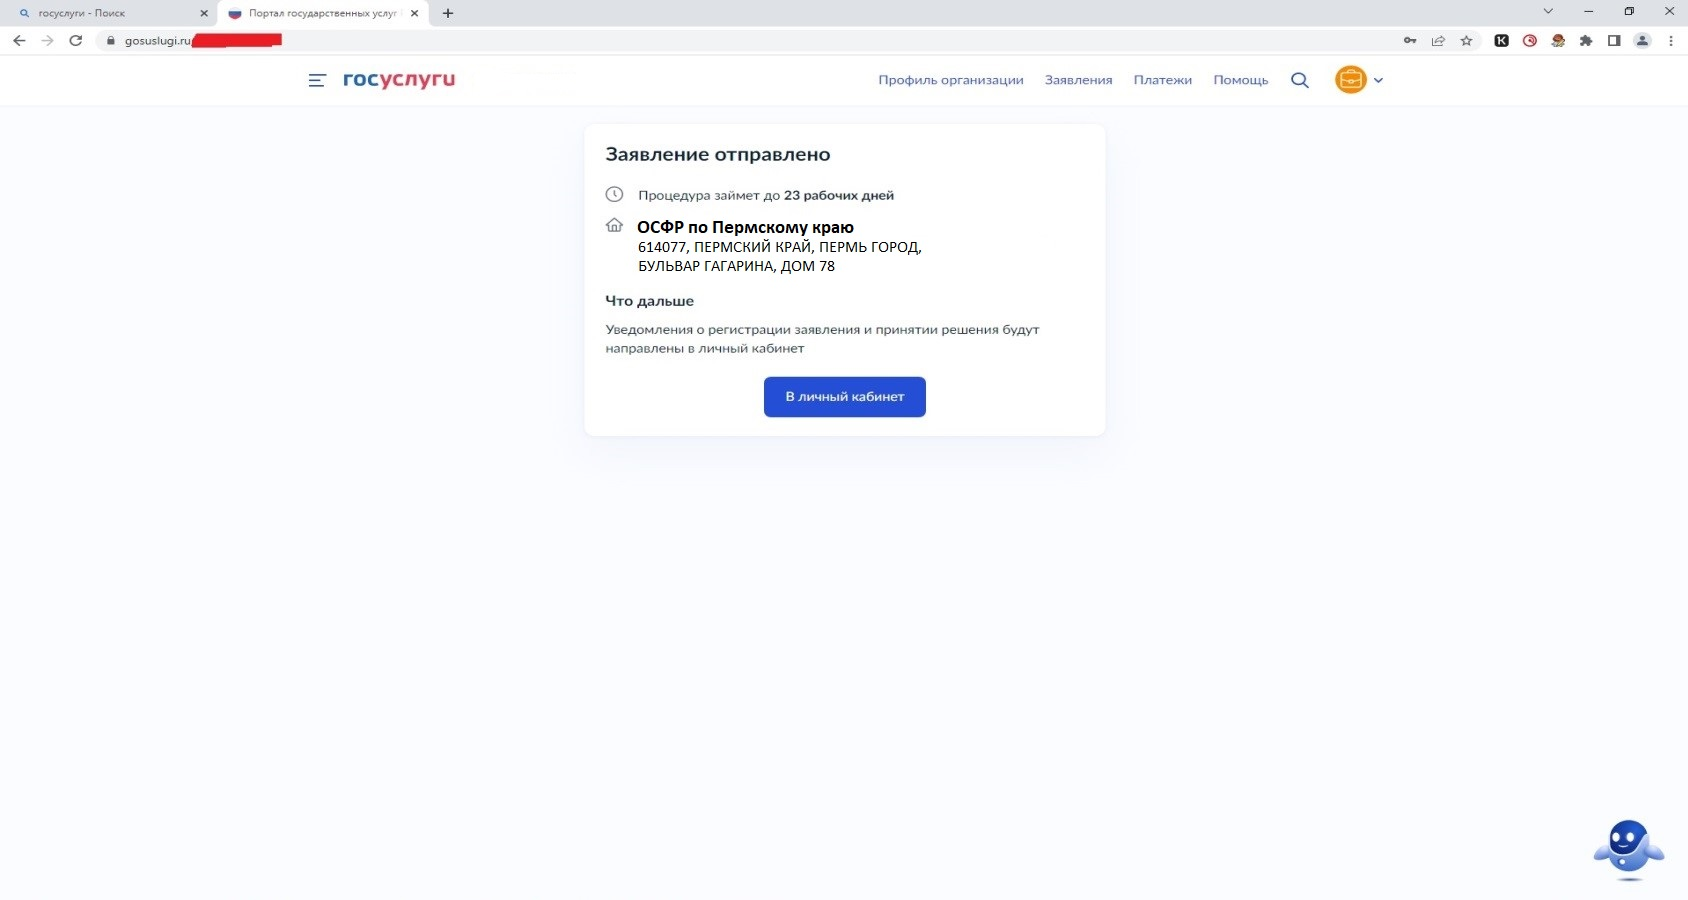 госуслуги - Поиск
Портал государственных услуг
gosuslugi.ru
госуслуги
Профиль организации
Заявления
Платежи
Помощь
Заявление отправлено
Процедура займет до 23 рабочих дней
ОСФР по Пермскому краю
614077, ПЕРМСКИЙ КРАЙ, ПЕРМЬ ГОРОД,
БУЛЬВАР ГАГАРИНА, ДОМ 78
Что дальше
Уведомления о регистрации заявления и принятии решения будут
направлены в личный кабинет
В личный кабинет